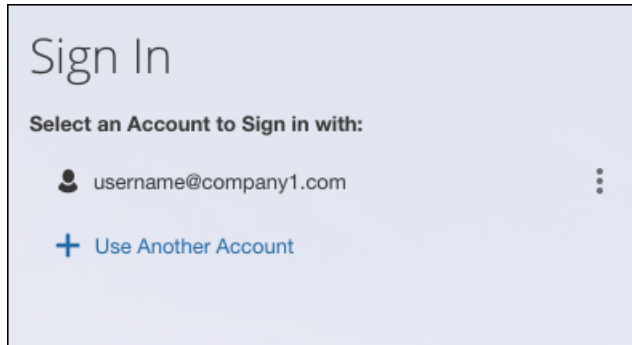 Sign In
Select an Account to Sign in with:
username@company1.com
Use Another Account